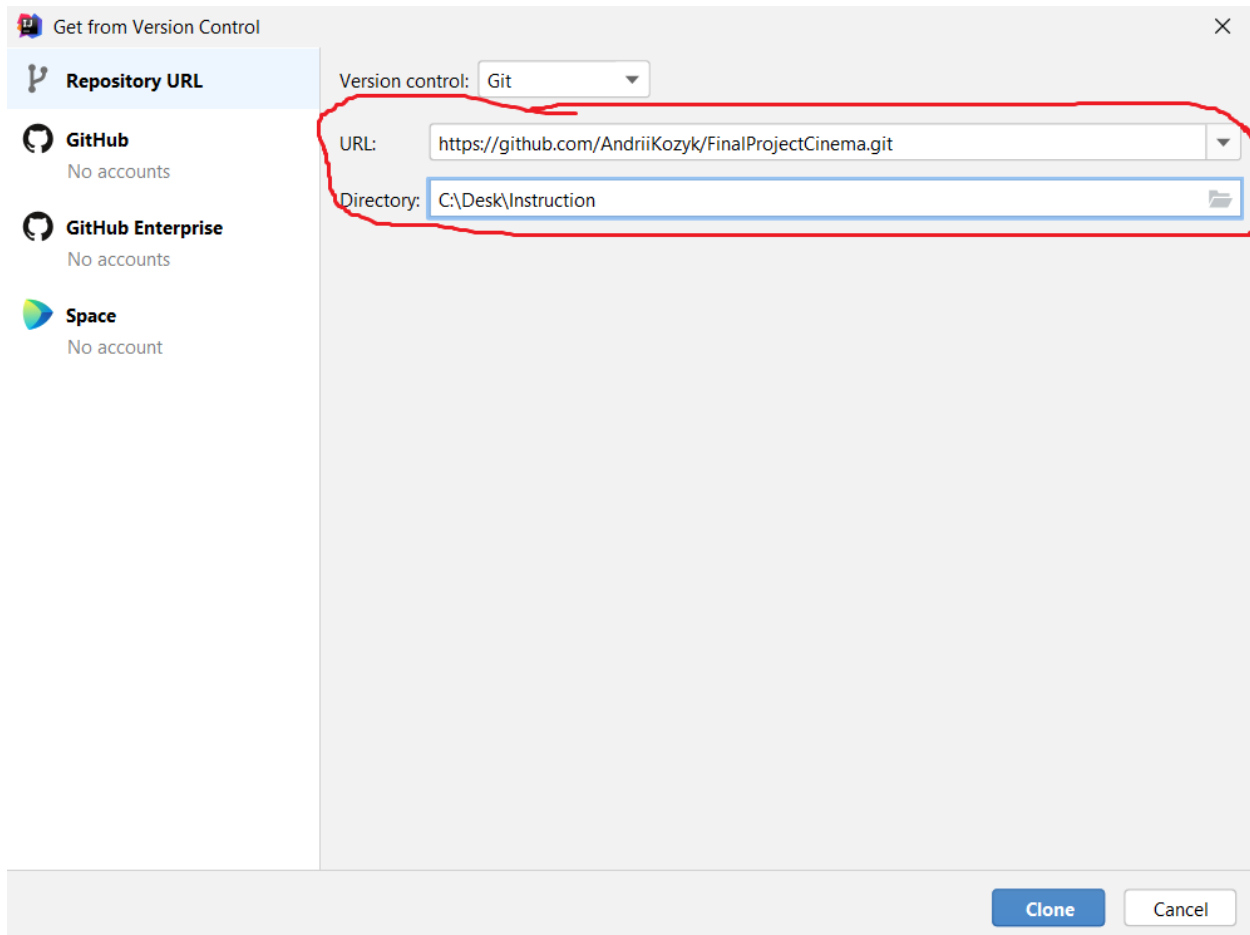 Get from Version Control
Repository URL
GitHub
No accounts
GitHub Enterprise
No accounts
Space
No account
Version control: Git
URL: https://github.com/AndriiKozyk/FinalProjectCinema.git
Directory: C:\Desk\Instruction
Clone Cancel